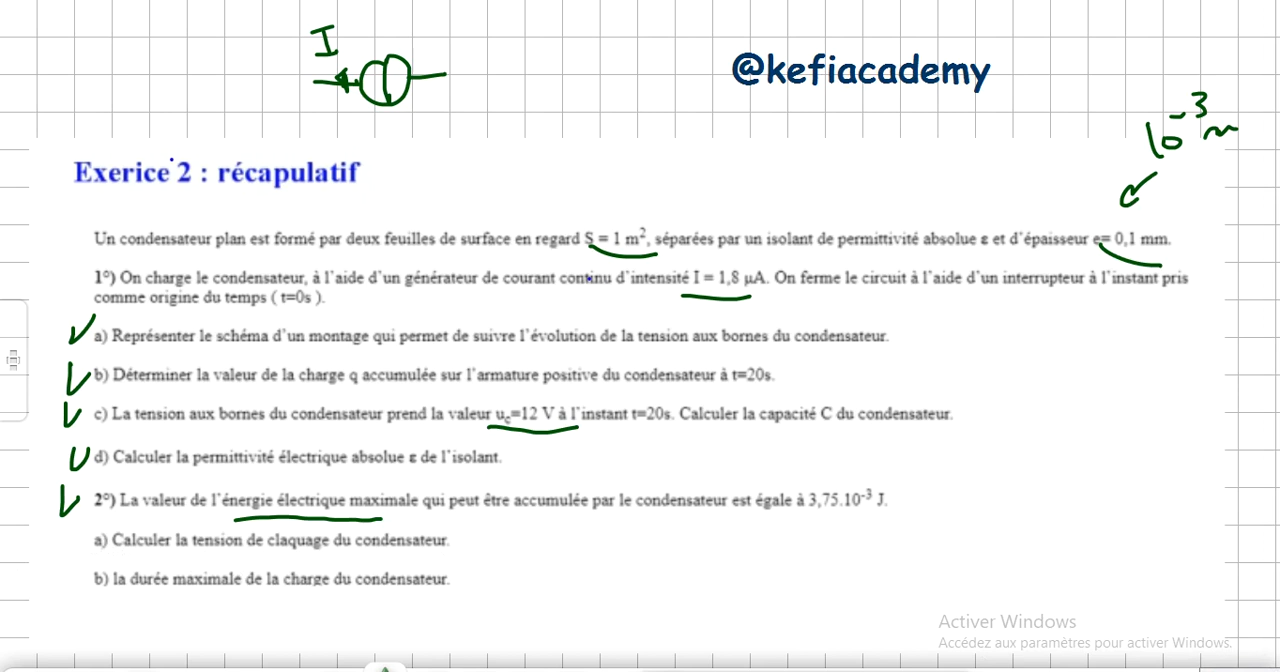 I
@kefiacademy
10⁻³ m
Exerice 2 : récapulatif
Un condensateur plan est formé par deux feuilles de surface en regard S = 1 m², séparées par un isolant de permittivité absolue ε et d'épaisseur e= 0,1 mm.
1°) On charge le condensateur, à l'aide d'un générateur de courant continu d'intensité I = 1,8 μA. On ferme le circuit à l'aide d'un interrupteur à l'instant pris
comme origine du temps ( t=0s ).
a) Représenter le schéma d'un montage qui permet de suivre l'évolution de la tension aux bornes du condensateur.
b) Déterminer la valeur de la charge q accumulée sur l'armature positive du condensateur à t=20s.
c) La tension aux bornes du condensateur prend la valeur u_c=12 V à l'instant t=20s. Calculer la capacité C du condensateur.
d) Calculer la permittivité électrique absolue ε de l'isolant.
2°) La valeur de l'énergie électrique maximale qui peut être accumulée par le condensateur est égale à 3,75.10⁻³ J.
a) Calculer la tension de claquage du condensateur.
b) la durée maximale de la charge du condensateur.
Activer Windows
Accédez aux paramètres pour activer Windows.